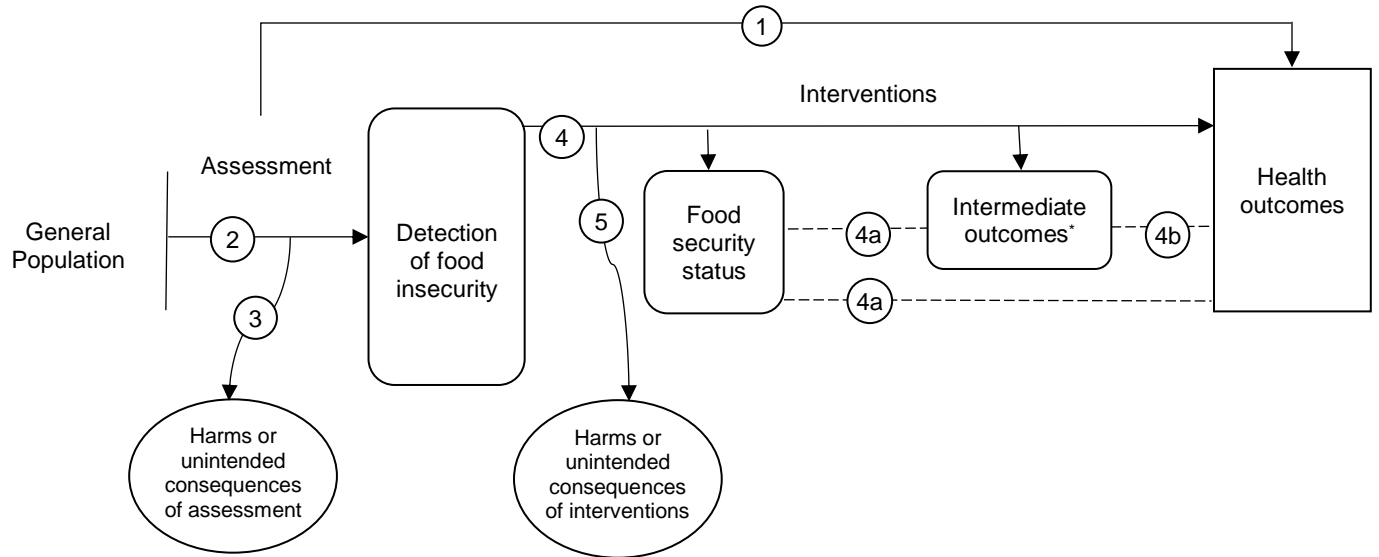 1
Interventions
Assessment
General
Population
2
3
Detection
of food
insecurity
4
5
Food
security
status
4a
4a
Intermediate
outcomes*
4b
Health
outcomes
Harms or
unintended
consequences
of assessment
Harms or
unintended
consequences
of interventions